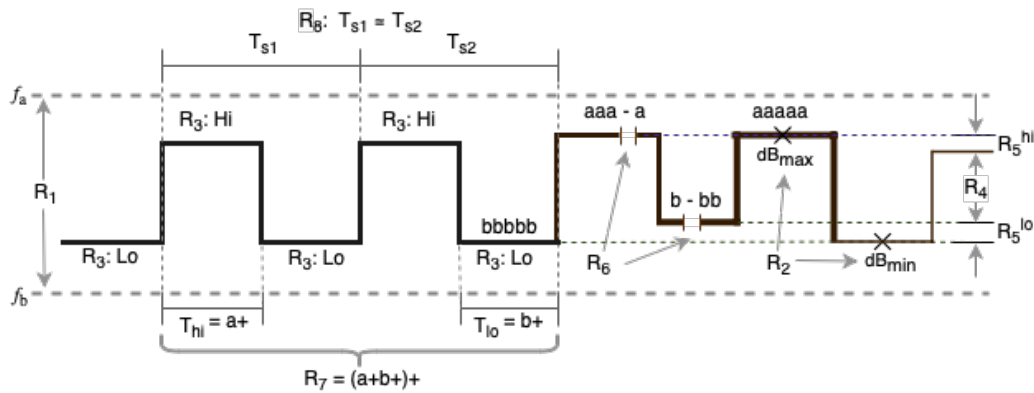 R8: Ts1 ≃ Ts2
Ts1 Ts2
fa
aaa - a aaaaa
R3: Hi R3: Hi
R5hi
dBmax
R1 R4
b - bb
bbbbb
R5lo
R3: Lo R3: Lo R3: Lo
R6 R2 dBmin
fb
Thi = a+ Tlo = b+
R7 = (a+b+)+